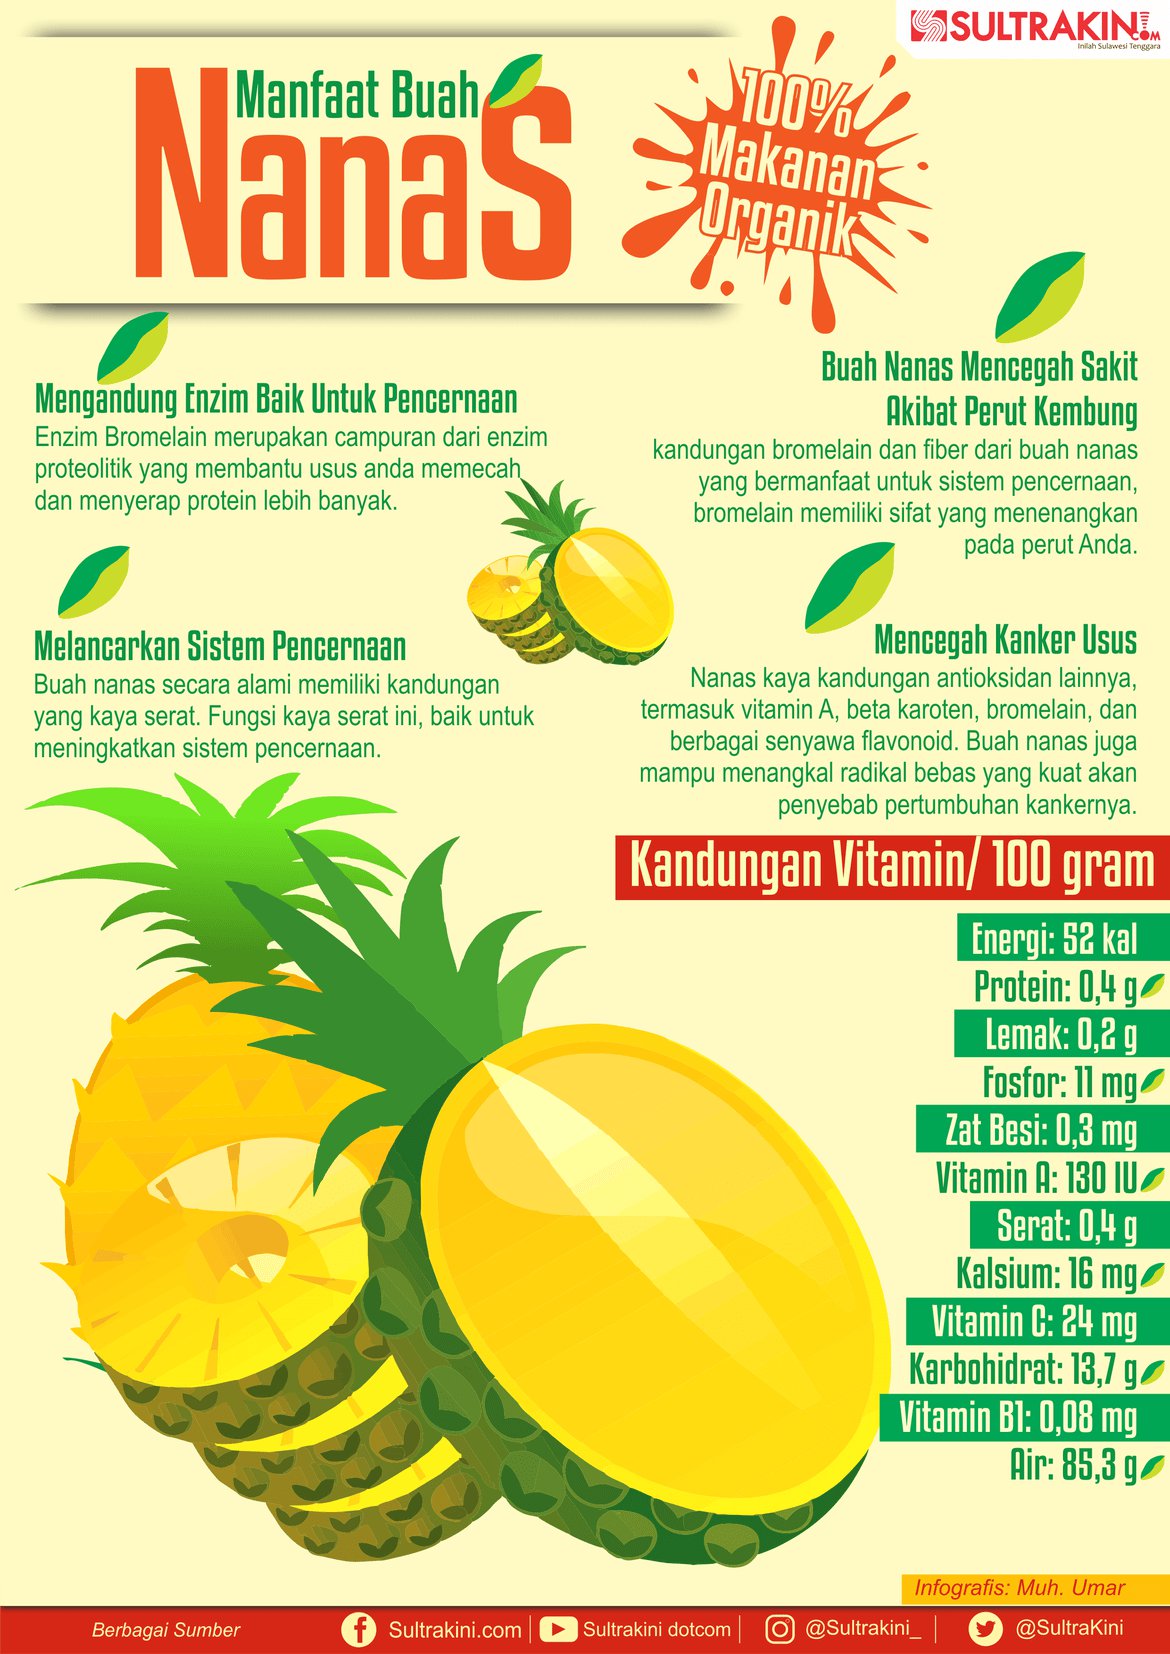 SULTRAKINI.COM
Inilah Sulawesi Tenggara
Manfaat Buah
Nanas
100%
Makanan
Organik
Mengandung Enzim Baik Untuk Pencernaan
Enzim Bromelain merupakan campuran dari enzim
proteolitik yang membantu usus anda memecah
dan menyerap protein lebih banyak.
Buah Nanas Mencegah Sakit
Akibat Perut Kembung
kandungan bromelain dan fiber dari buah nanas
yang bermanfaat untuk sistem pencernaan,
bromelain memiliki sifat yang menenangkan
pada perut Anda.
Melancarkan Sistem Pencernaan
Buah nanas secara alami memiliki kandungan
yang kaya serat. Fungsi kaya serat ini, baik untuk
meningkatkan sistem pencernaan.
Mencegah Kanker Usus
Nanas kaya kandungan antioksidan lainnya,
termasuk vitamin A, beta karoten, bromelain, dan
berbagai senyawa flavonoid. Buah nanas juga
mampu menangkal radikal bebas yang kuat akan
penyebab pertumbuhan kankernya.
Kandungan Vitamin/ 100 gram
Energi: 52 kal
Protein: 0,4 g
Lemak: 0,2 g
Fosfor: 11 mg
Zat Besi: 0,3 mg
Vitamin A: 130 IU
Serat: 0,4 g
Kalsium: 16 mg
Vitamin C: 24 mg
Karbohidrat: 13,7 g
Vitamin B1: 0,08 mg
Air: 85,3 g
Infografis: Muh. Umar
Berbagai Sumber
Sultrakini.com
Sultrakini dotcom
@Sultrakini_
@SultraKini